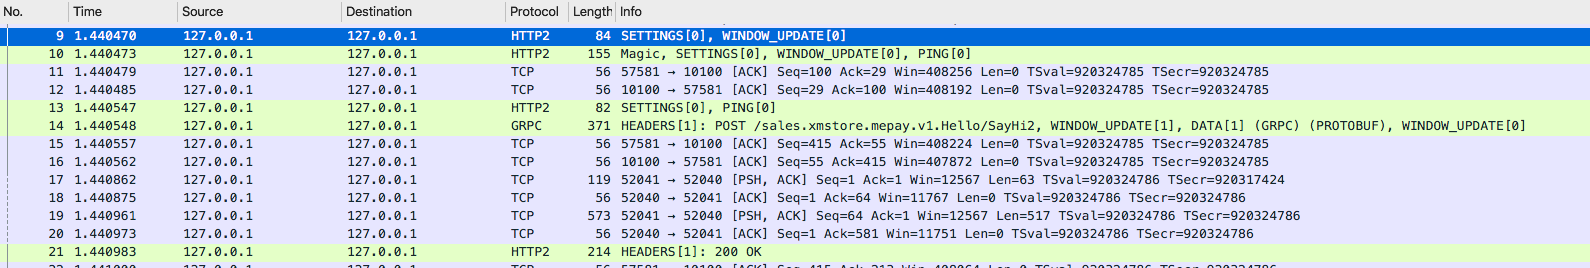 No. Time Source Destination Protocol Length Info
9 1.440470 127.0.0.1 127.0.0.1 HTTP2 84 SETTINGS[0], WINDOW_UPDATE[0]
10 1.440473 127.0.0.1 127.0.0.1 HTTP2 155 Magic, SETTINGS[0], WINDOW_UPDATE[0], PING[0]
11 1.440479 127.0.0.1 127.0.0.1 TCP 56 57581 → 10100 [ACK] Seq=100 Ack=29 Win=408256 Len=0 TSval=920324785 TSecr=920324785
12 1.440485 127.0.0.1 127.0.0.1 TCP 56 10100 → 57581 [ACK] Seq=29 Ack=100 Win=408192 Len=0 TSval=920324785 TSecr=920324785
13 1.440547 127.0.0.1 127.0.0.1 HTTP2 82 SETTINGS[0], PING[0]
14 1.440548 127.0.0.1 127.0.0.1 GRPC 371 HEADERS[1]: POST /sales.xmstore.mepay.v1.Hello/SayHi2, WINDOW_UPDATE[1], DATA[1] (GRPC) (PROTOBUF), WINDOW_UPDATE[0]
15 1.440557 127.0.0.1 127.0.0.1 TCP 56 57581 → 10100 [ACK] Seq=415 Ack=55 Win=408224 Len=0 TSval=920324785 TSecr=920324785
16 1.440562 127.0.0.1 127.0.0.1 TCP 56 10100 → 57581 [ACK] Seq=55 Ack=415 Win=407872 Len=0 TSval=920324785 TSecr=920324785
17 1.440862 127.0.0.1 127.0.0.1 TCP 119 52041 → 52040 [PSH, ACK] Seq=1 Ack=1 Win=12567 Len=63 TSval=920324786 TSecr=920317424
18 1.440875 127.0.0.1 127.0.0.1 TCP 56 52040 → 52041 [ACK] Seq=1 Ack=64 Win=11767 Len=0 TSval=920324786 TSecr=920324786
19 1.440961 127.0.0.1 127.0.0.1 TCP 573 52041 → 52040 [PSH, ACK] Seq=64 Ack=1 Win=12567 Len=517 TSval=920324786 TSecr=920324786
20 1.440973 127.0.0.1 127.0.0.1 TCP 56 52040 → 52041 [ACK] Seq=1 Ack=581 Win=11751 Len=0 TSval=920324786 TSecr=920324786
21 1.440983 127.0.0.1 127.0.0.1 HTTP2 214 HEADERS[1]: 200 OK